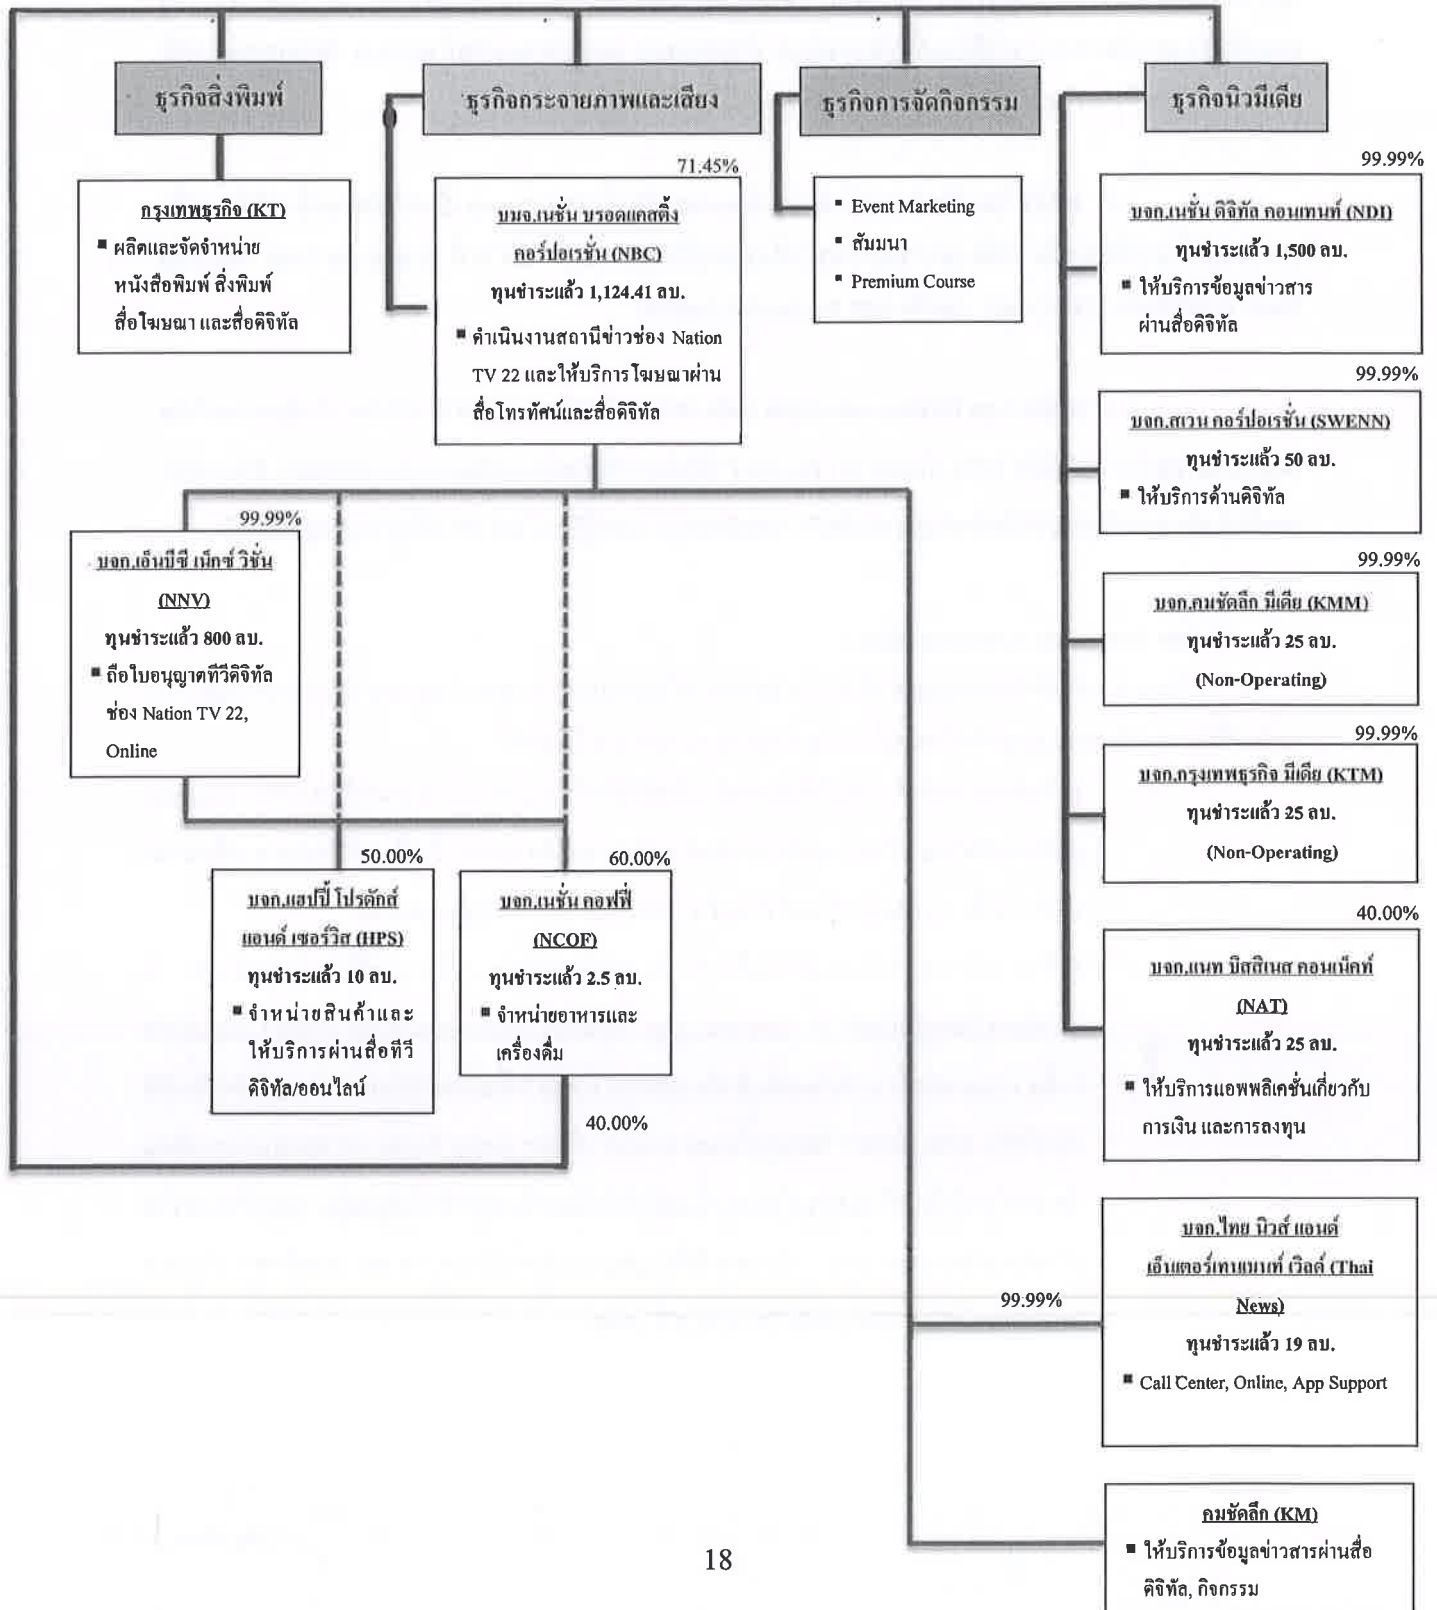 ธุรกิจสิ่งพิมพ์
ธุรกิจกระจายภาพและเสียง
ธุรกิจการจัดกิจกรรม
ธุรกิจนิวมีเดีย
กรุงเทพธุรกิจ (KT)
▪ ผลิตและจัดจำหน่าย
หนังสือพิมพ์ สิ่งพิมพ์
สื่อโฆษณา และสื่อดิจิทัล
71.45%
บมจ.เนชั่น บรอดแคสติ้ง
คอร์ปอเรชั่น (NBC)
ทุนชำระแล้ว 1,124.41 ลบ.
▪ ดำเนินงานสถานีข่าวช่อง Nation
TV 22 และให้บริการโฆษณาผ่าน
สื่อโทรทัศน์และสื่อดิจิทัล
▪ Event Marketing
▪ สัมมนา
▪ Premium Course
99.99%
บจก.เนชั่น ดิจิทัล คอนเทนท์ (NDI)
ทุนชำระแล้ว 1,500 ลบ.
▪ ให้บริการข้อมูลข่าวสาร
ผ่านสื่อดิจิทัล
99.99%
บจก.สเวน คอร์ปอเรชั่น (SWENN)
ทุนชำระแล้ว 50 ลบ.
▪ ให้บริการด้านดิจิทัล
99.99%
บจก.คมชัดลึก มีเดีย (KMM)
ทุนชำระแล้ว 25 ลบ.
(Non-Operating)
99.99%
บจก.กรุงเทพธุรกิจ มีเดีย (KTM)
ทุนชำระแล้ว 25 ลบ.
(Non-Operating)
40.00%
บจก.แนท บิสสิเนส คอนเน็คท์
(NAT)
ทุนชำระแล้ว 25 ลบ.
▪ ให้บริการแอพพลิเคชั่นเกี่ยวกับ
การเงิน และการลงทุน
99.99%
บจก.เอ็นบีซี เน็กซ์ วิชั่น
(NNV)
ทุนชำระแล้ว 800 ลบ.
▪ ถือใบอนุญาตทีวีดิจิทัล
ช่อง Nation TV 22,
Online
50.00%
บจก.แฮปปี้ โปรดักส์
แอนด์ เซอร์วิส (HPS)
ทุนชำระแล้ว 10 ลบ.
▪ จำหน่ายสินค้าและ
ให้บริการผ่านสื่อทีวี
ดิจิทัล/ออนไลน์
60.00%
บจก.เนชั่น คอฟฟี่
(NCOF)
ทุนชำระแล้ว 2.5 ลบ.
▪ จำหน่ายอาหารและ
เครื่องดื่ม
40.00%
99.99%
บจก.ไทย นิวส์ แอนด์
เอ็นเตอร์เทนเมนท์ เวิลด์ (Thai
News)
ทุนชำระแล้ว 19 ลบ.
▪ Call Center, Online, App Support
คมชัดลึก (KM)
▪ ให้บริการข้อมูลข่าวสารผ่านสื่อ
ดิจิทัล, กิจกรรม
18